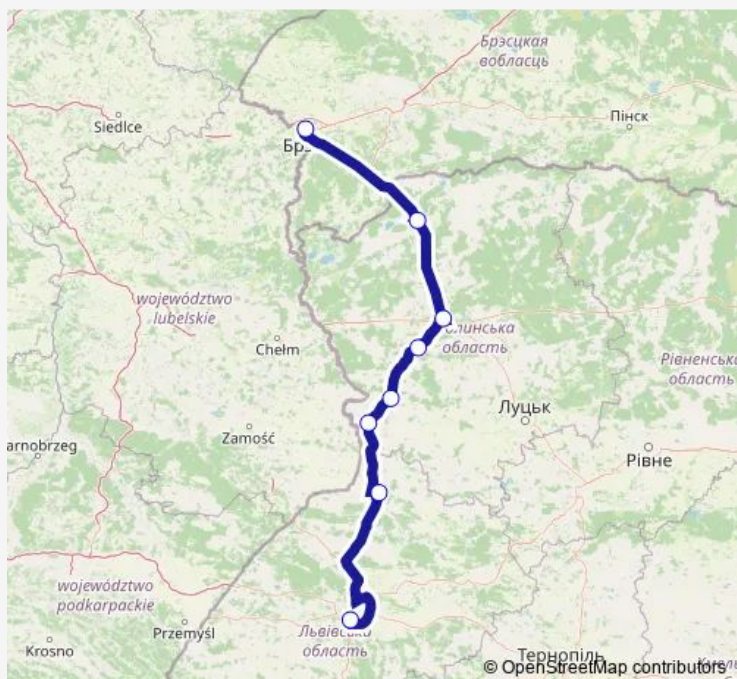 Брэсцкая
вобласць
Siedlce
Пінск
Брэ
województwo
lubelskie
олинська
область
Chełm
Рівненська
область
Луцьк
Zamość
arnobrzeg
Рівне
województwo
podkarpackie
Przemyśl
Львівська
область
Krosno
Тернопіль
© OpenStreetMap contributors